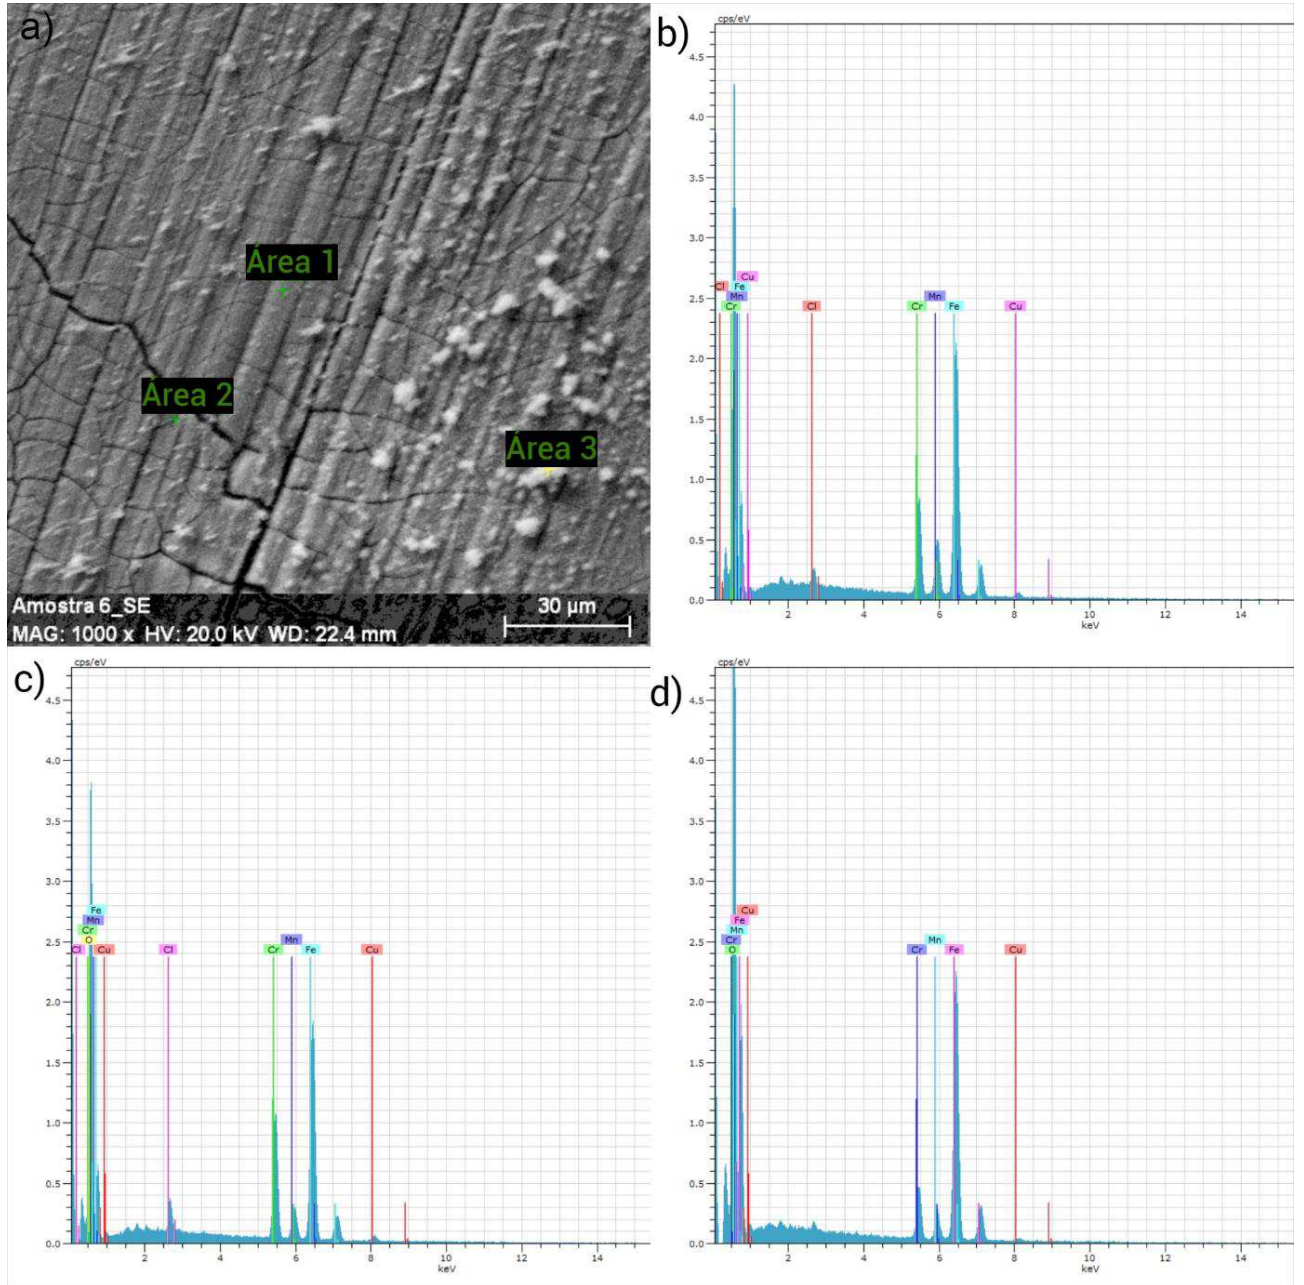 a)
Área 1
Área 2
Área 3
Amostra 6_SE
MAG: 1000 x HV: 20.0 kV WD: 22.4 mm
30 µm
b)
cps/eV
4.5
4.0
3.5
3.0
2.5
2.0
1.5
1.0
0.5
0.0
Cu
Cl Fe
Mn
Cr Cl Cr Mn Fe Cu
2 4 6 8 10 12 14
keV
c)
cps/eV
4.5
4.0
3.5
3.0
2.5
2.0
1.5
1.0
0.5
0.0
Fe
Mn
Cr
O Mn
Cl Cu Cl Cr Fe Cu
2 4 6 8 10 12 14
keV
d)
cps/eV
4.5
4.0
3.5
3.0
2.5
2.0
1.5
1.0
0.5
0.0
Cu
Fe
Mn
Cr Mn
O Cr Fe Cu
2 4 6 8 10 12 14
keV